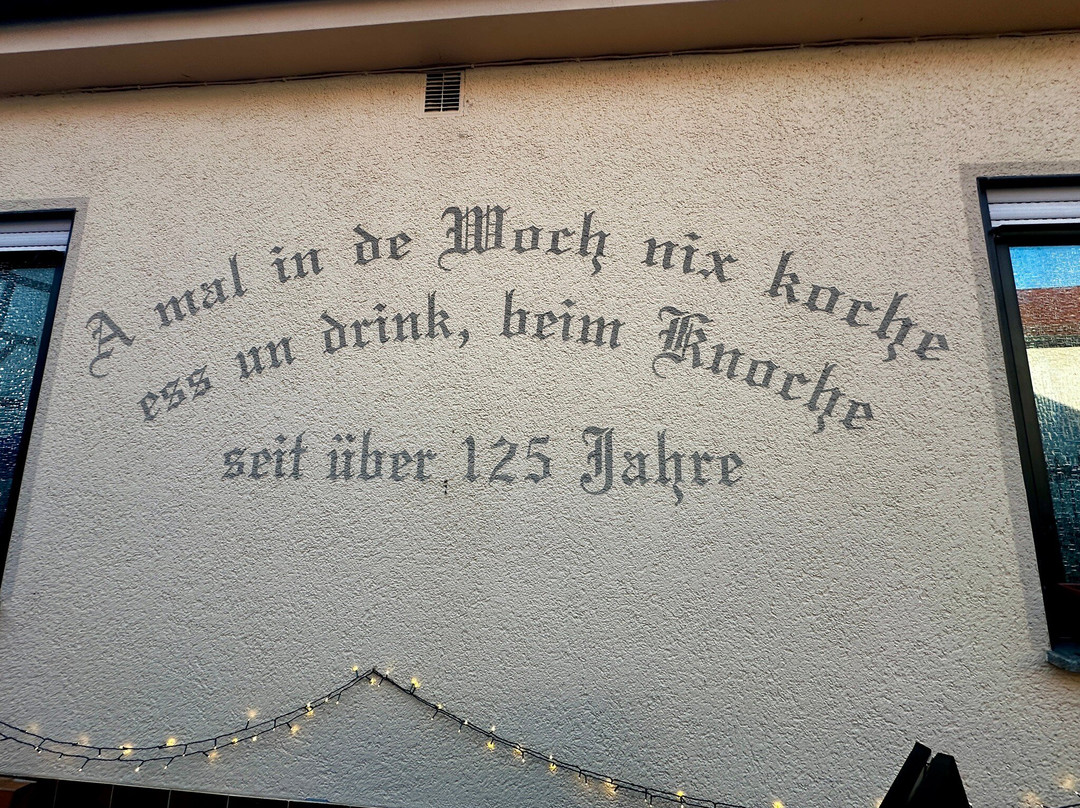 A mal in de Woch nix koche
ess un drink, beim Knoche
seit über 125 Jahre